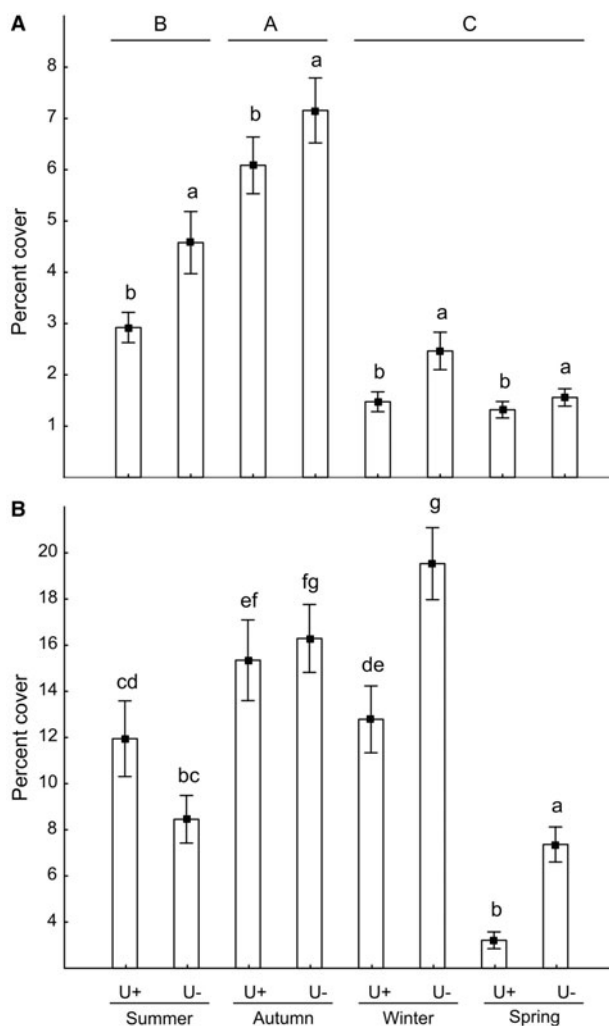 A
B A C
8
7
6
5
4
3
2
1
Percent cover
b a b a b a b a
B
20
18
16
14
12
10
8
6
4
Percent cover
cd bc ef fg de g b a
U+ U- U+ U- U+ U- U+ U-
Summer Autumn Winter Spring